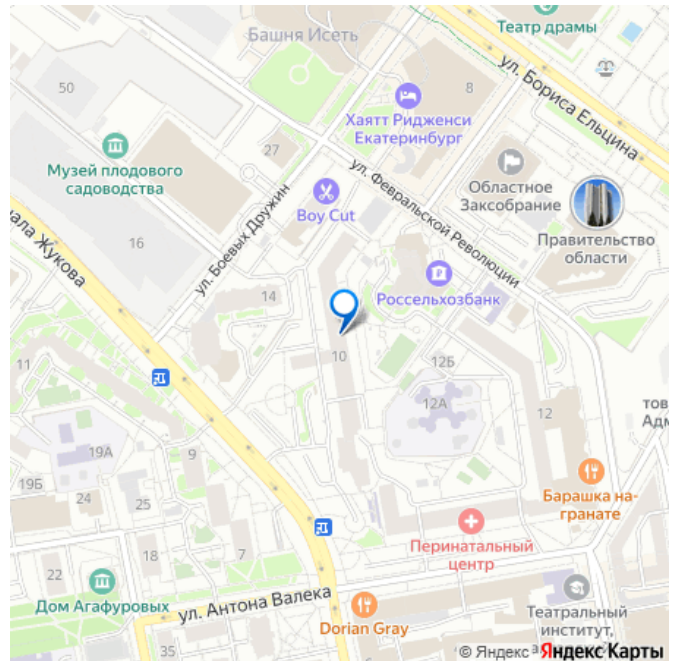 Театр драмы
Башня Исеть
50
8
ул. Бориса Ельцина
Хаятт Ридженси
Екатеринбург
27
Музей плодового
садоводства
ул. Февральской Революции
Областное
Заксобрание
Boy Cut
ул. Боевых Дружин
16
Правительство
области
Жукова
14
Россельхозбанк
10
12Б
11
12А
12
19А
9
19Б
24
25
Барашка на-
гранате
18
7
Перинатальный
центр
22
Дом Агафуровых
ул. Антона Валека
35
Dorian Gray
Театральный
институт,
© Яндекс
Яндекс Карты